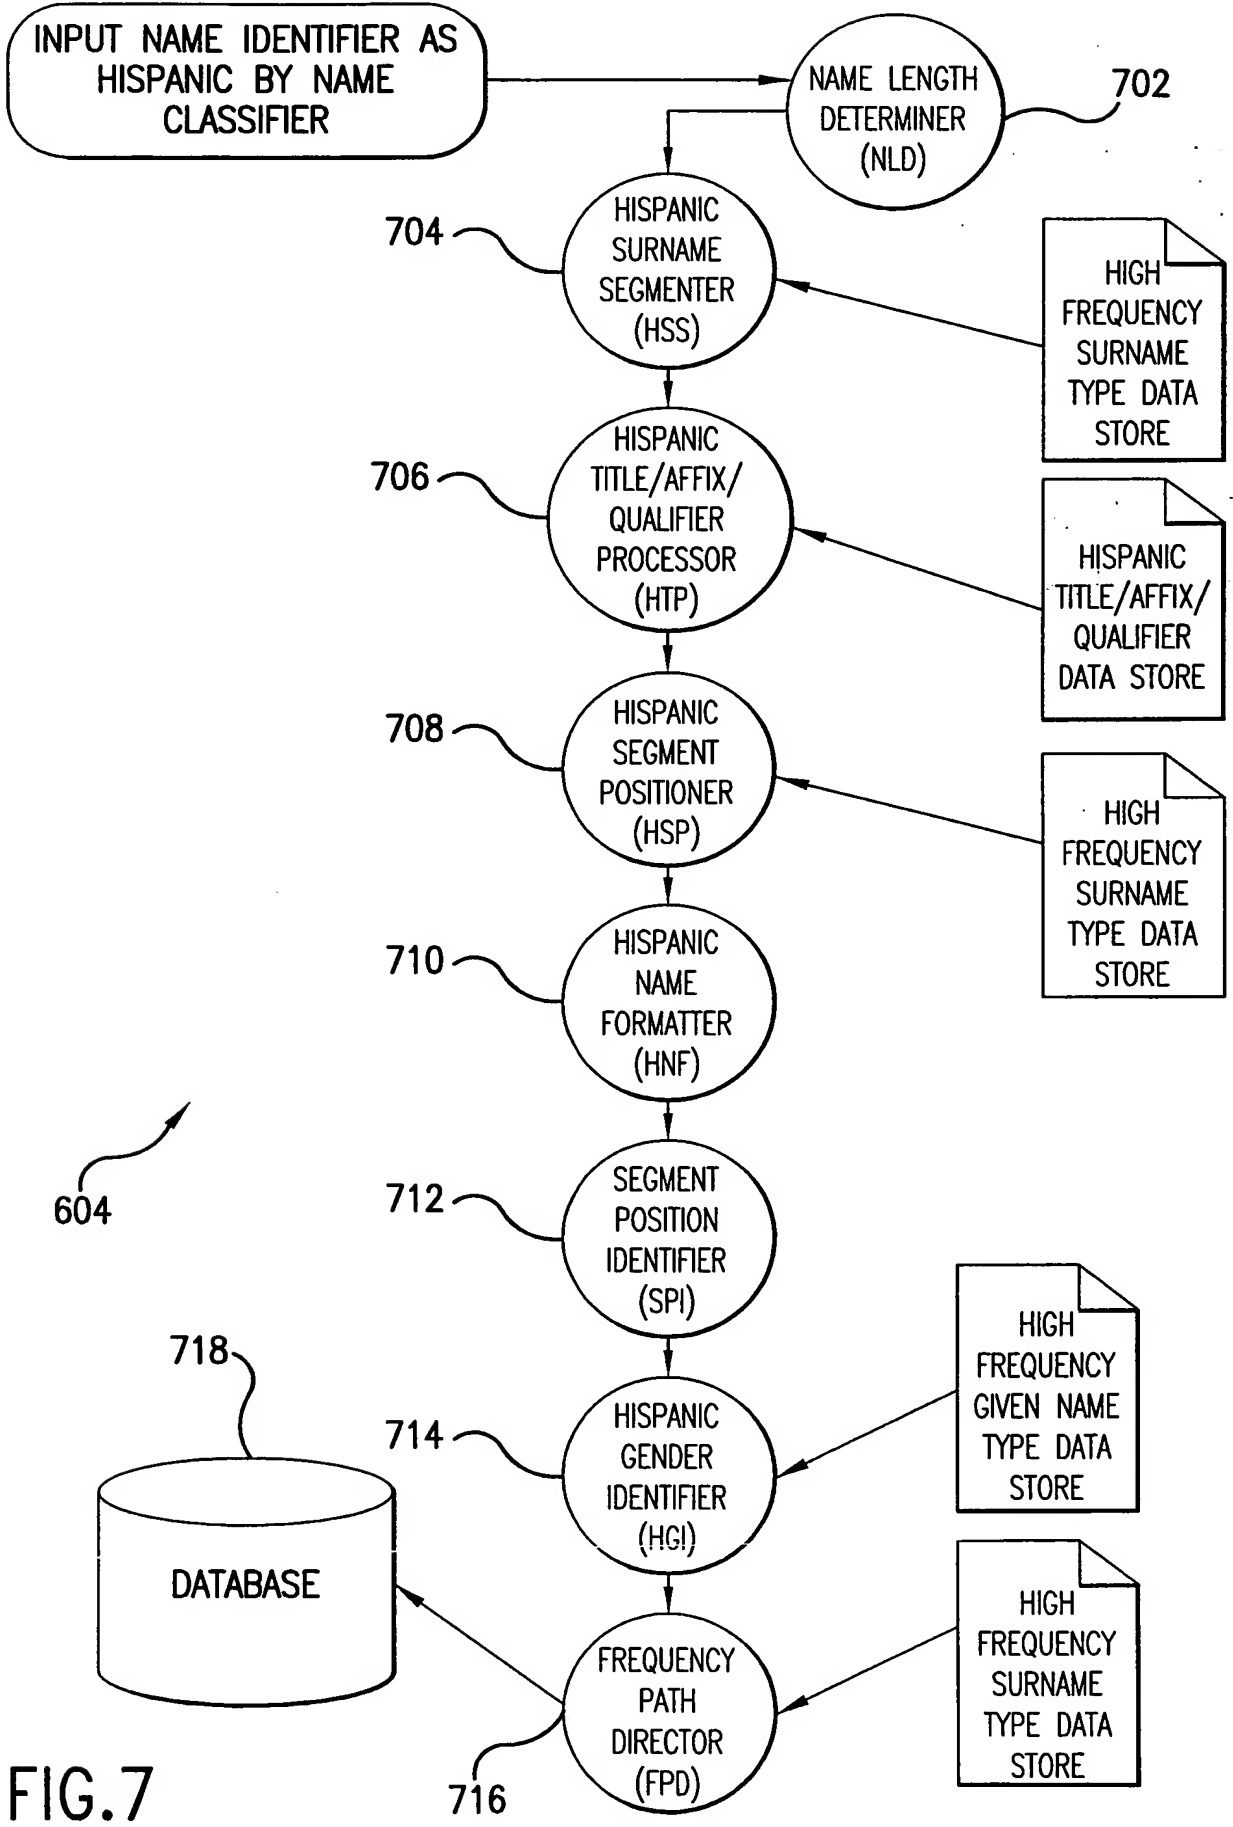 INPUT NAME IDENTIFIER AS
HISPANIC BY NAME
CLASSIFIER
NAME LENGTH
DETERMINER
(NLD)
702
704
HISPANIC
SURNAME
SEGMENTER
(HSS)
HIGH
FREQUENCY
SURNAME
TYPE DATA
STORE
706
HISPANIC
TITLE/AFFIX/
QUALIFIER
PROCESSOR
(HTP)
HISPANIC
TITLE/AFFIX/
QUALIFIER
DATA STORE
708
HISPANIC
SEGMENT
POSITIONER
(HSP)
HIGH
FREQUENCY
SURNAME
TYPE DATA
STORE
710
HISPANIC
NAME
FORMATTER
(HNF)
604
712
SEGMENT
POSITION
IDENTIFIER
(SPI)
714
HISPANIC
GENDER
IDENTIFIER
(HGI)
HIGH
FREQUENCY
GIVEN NAME
TYPE DATA
STORE
718
DATABASE
716
FREQUENCY
PATH
DIRECTOR
(FPD)
HIGH
FREQUENCY
SURNAME
TYPE DATA
STORE
FIG.7